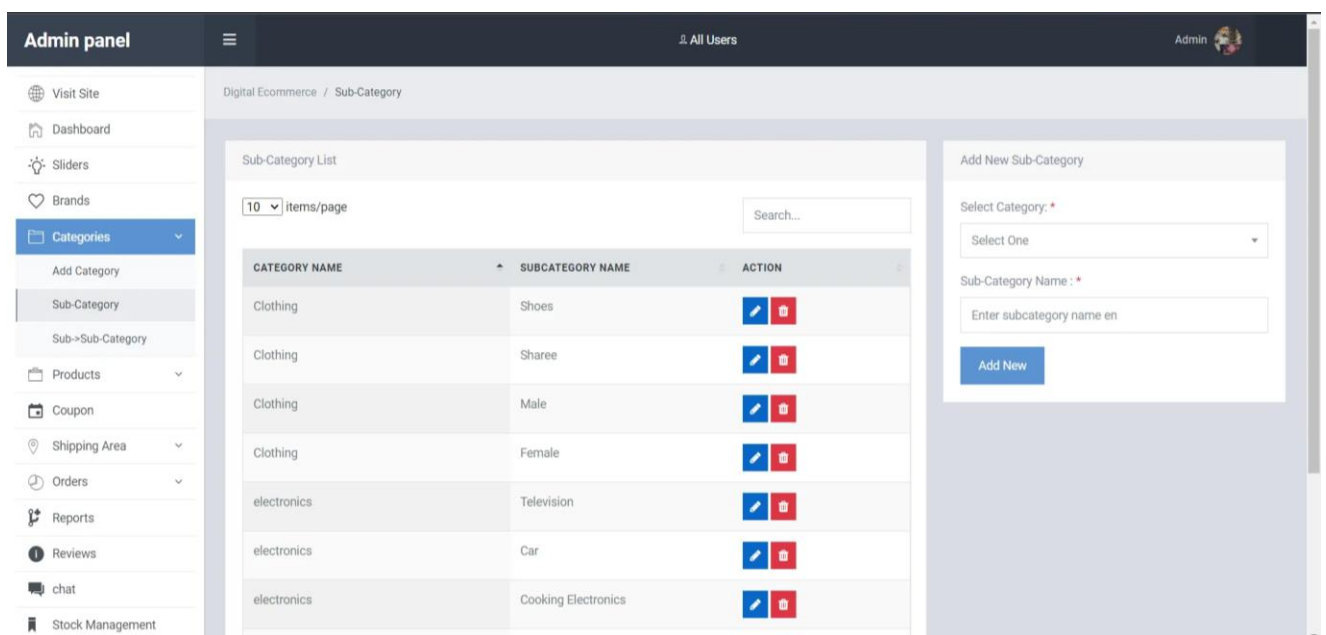 Admin panel
All Users
Admin
Visit Site
Dashboard
Sliders
Brands
Categories
Add Category
Sub-Category
Sub->Sub-Category
Products
Coupon
Shipping Area
Orders
Reports
Reviews
chat
Stock Management
Digital Ecommerce / Sub-Category
Sub-Category List
10 items/page
Search...
CATEGORY NAME SUBCATEGORY NAME ACTION
Clothing Shoes
Clothing Sharee
Clothing Male
Clothing Female
electronics Television
electronics Car
electronics Cooking Electronics
Add New Sub-Category
Select Category: *
Select One
Sub-Category Name : *
Enter subcategory name en
Add New